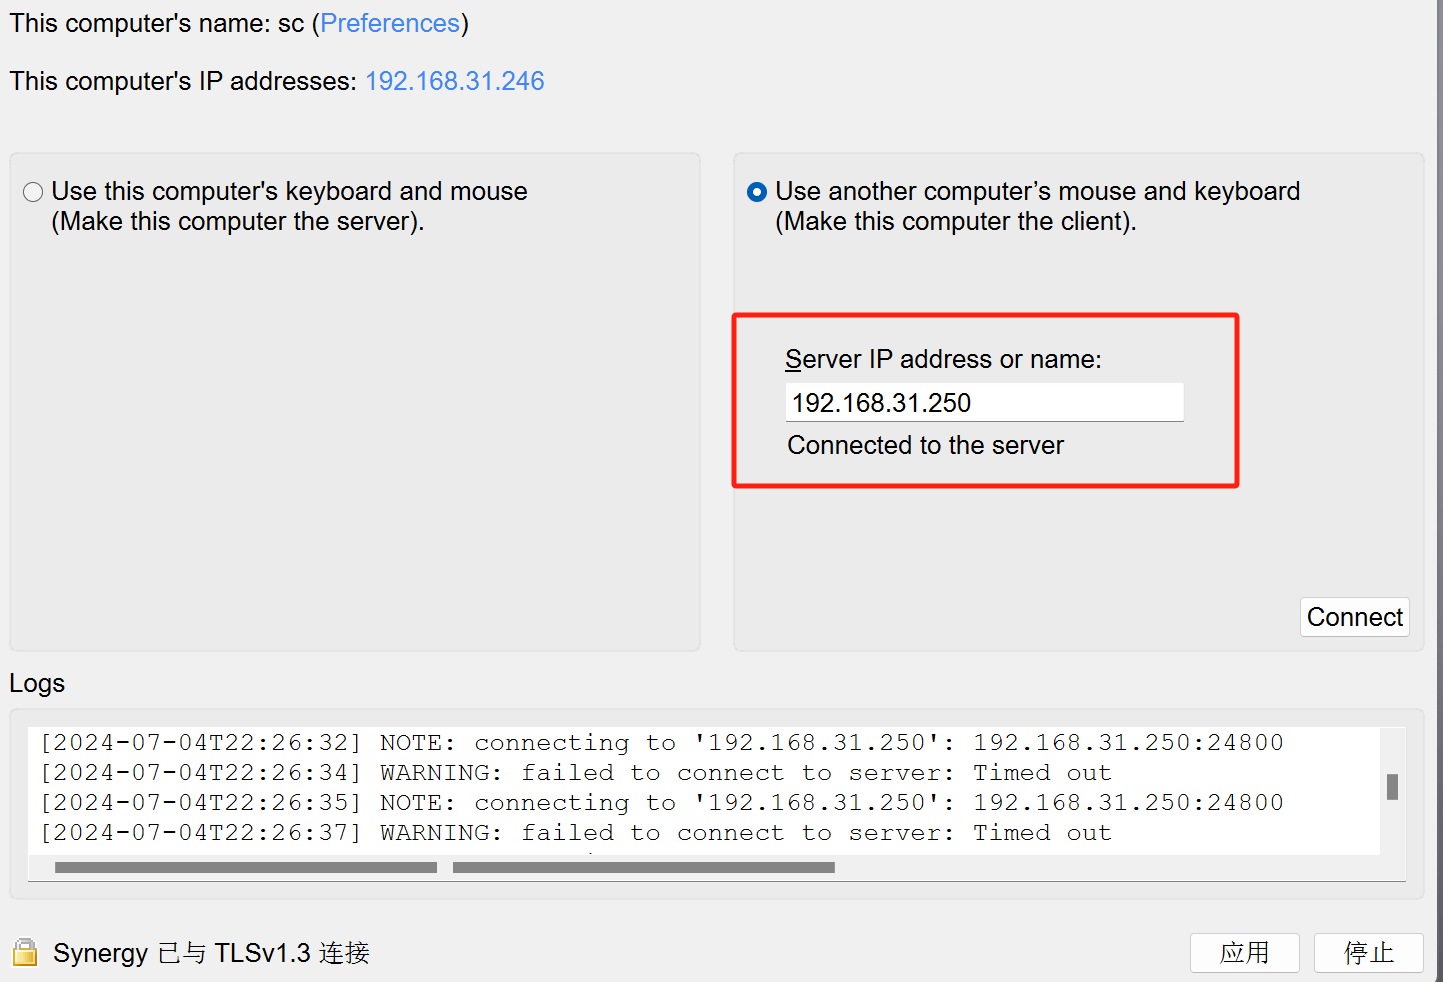 This computer's name: sc (Preferences)
This computer's IP addresses: 192.168.31.246
Use this computer's keyboard and mouse
(Make this computer the server).
Use another computer’s mouse and keyboard
(Make this computer the client).
Server IP address or name:
192.168.31.250
Connected to the server
Connect
Logs
[2024-07-04T22:26:32] NOTE: connecting to '192.168.31.250': 192.168.31.250:24800
[2024-07-04T22:26:34] WARNING: failed to connect to server: Timed out
[2024-07-04T22:26:35] NOTE: connecting to '192.168.31.250': 192.168.31.250:24800
[2024-07-04T22:26:37] WARNING: failed to connect to server: Timed out
Synergy 已与 TLSv1.3 连接
应用
停止